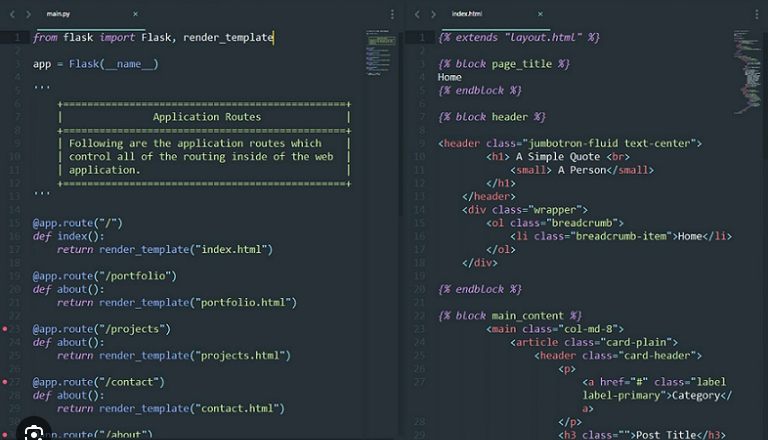 main.py ×
1 from flask import Flask, render_template
2
3 app = Flask(__name__)
4
5 '''
6 +============================================+
7 | Application Routes |
8 +============================================+
9 | Following are the application routes which |
10 | control all of the routing inside of the web |
11 | application. |
12 +============================================+
13 '''
14
15 @app.route("/")
16 def index():
17 return render_template("index.html")
18
19 @app.route("/portfolio")
20 def about():
21 return render_template("portfolio.html")
22
23 @app.route("/projects")
24 def about():
25 return render_template("projects.html")
26
27 @app.route("/contact")
28 def about():
29 return render_template("contact.html")
@app.route("/about")
index.html ×
1 {% extends "layout.html" %}
2
3 {% block page_title %}
4 Home
5 {% endblock %}
6
7 {% block header %}
8
9 <header class="jumbotron-fluid text-center">
10 <h1> A Simple Quote <br>
11 <small> A Person</small>
12 </h1>
13 </header>
14 <div class="wrapper">
15 <ol class="breadcrumb">
16 <li class="breadcrumb-item">Home</li>
17 </ol>
18 </div>
19
20 {% endblock %}
21
22 {% block main_content %}
23 <main class="col-md-8">
24 <article class="card-plain">
25 <header class="card-header">
26 <p>
27 <a href="#" class="label
label-primary">Category</
a>
28 </p>
29 <h3 class="">Post Title</h3>